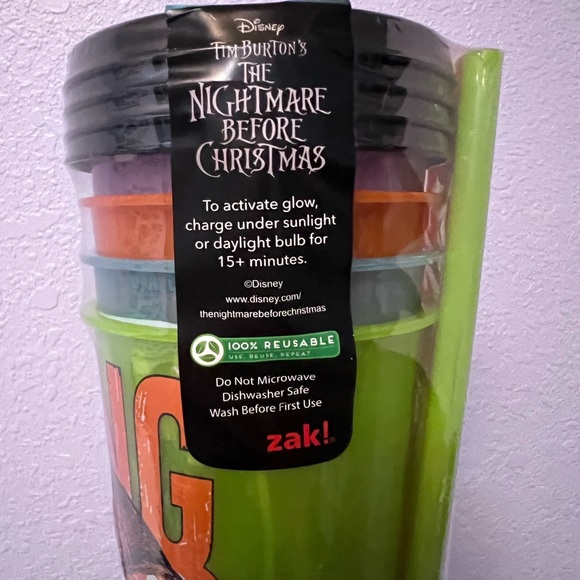 Disney
TIM BURTON'S
THE
NIGHTMARE
BEFORE
CHRISTMAS
To activate glow,
charge under sunlight
or daylight bulb for
15+ minutes.
©Disney
www.disney.com/
thenightmarebeforechristmas
100% REUSABLE
USE. REUSE. REPEAT.
Do Not Microwave
Dishwasher Safe
Wash Before First Use
zak!®
NG